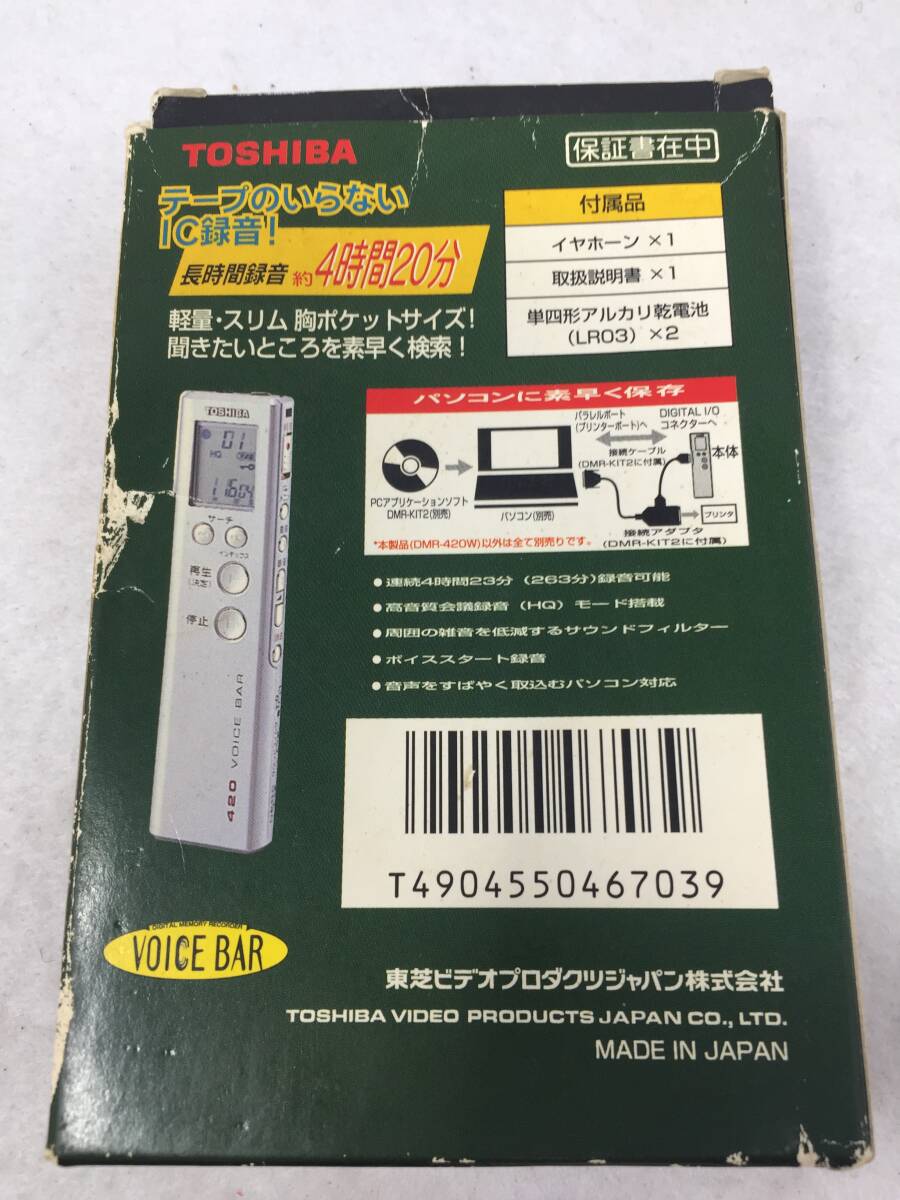 TOSHIBA
保証書在中
テープのいらない
IC録音!
長時間録音 約4時間20分
軽量・スリム 胸ポケットサイズ!
聞きたいところを素早く検索!
付属品
イヤホーン ×1
取扱説明書 ×1
単四形アルカリ乾電池
(LR03) ×2
パソコンに素早く保存
パラレルポート
(プリンターポート)へ
DIGITAL I/O
コネクターへ
接続ケーブル
(DMR-KIT2に付属)
本体
PCアプリケーションソフト
DMR-KIT2(別売)
パソコン(別売)
プリンタ
接続アダプタ
(DMR-KIT2に付属)
*本製品(DMR-420W)以外は全て別売りです。
●連続4時間23分(263分)録音可能
●高音質会議録音(HQ)モード搭載
●周囲の雑音を低減するサウンドフィルター
●ボイススタート録音
●音声をすばやく取込むパソコン対応
TOSHIBA
01
HQ
サーチ
インデックス
再生
(決定)
停止
420 VOICE BAR
T4904550467039
DIGITAL MEMORY RECORDER
VOICE BAR
東芝ビデオプロダクツジャパン株式会社
TOSHIBA VIDEO PRODUCTS JAPAN CO., LTD.
MADE IN JAPAN